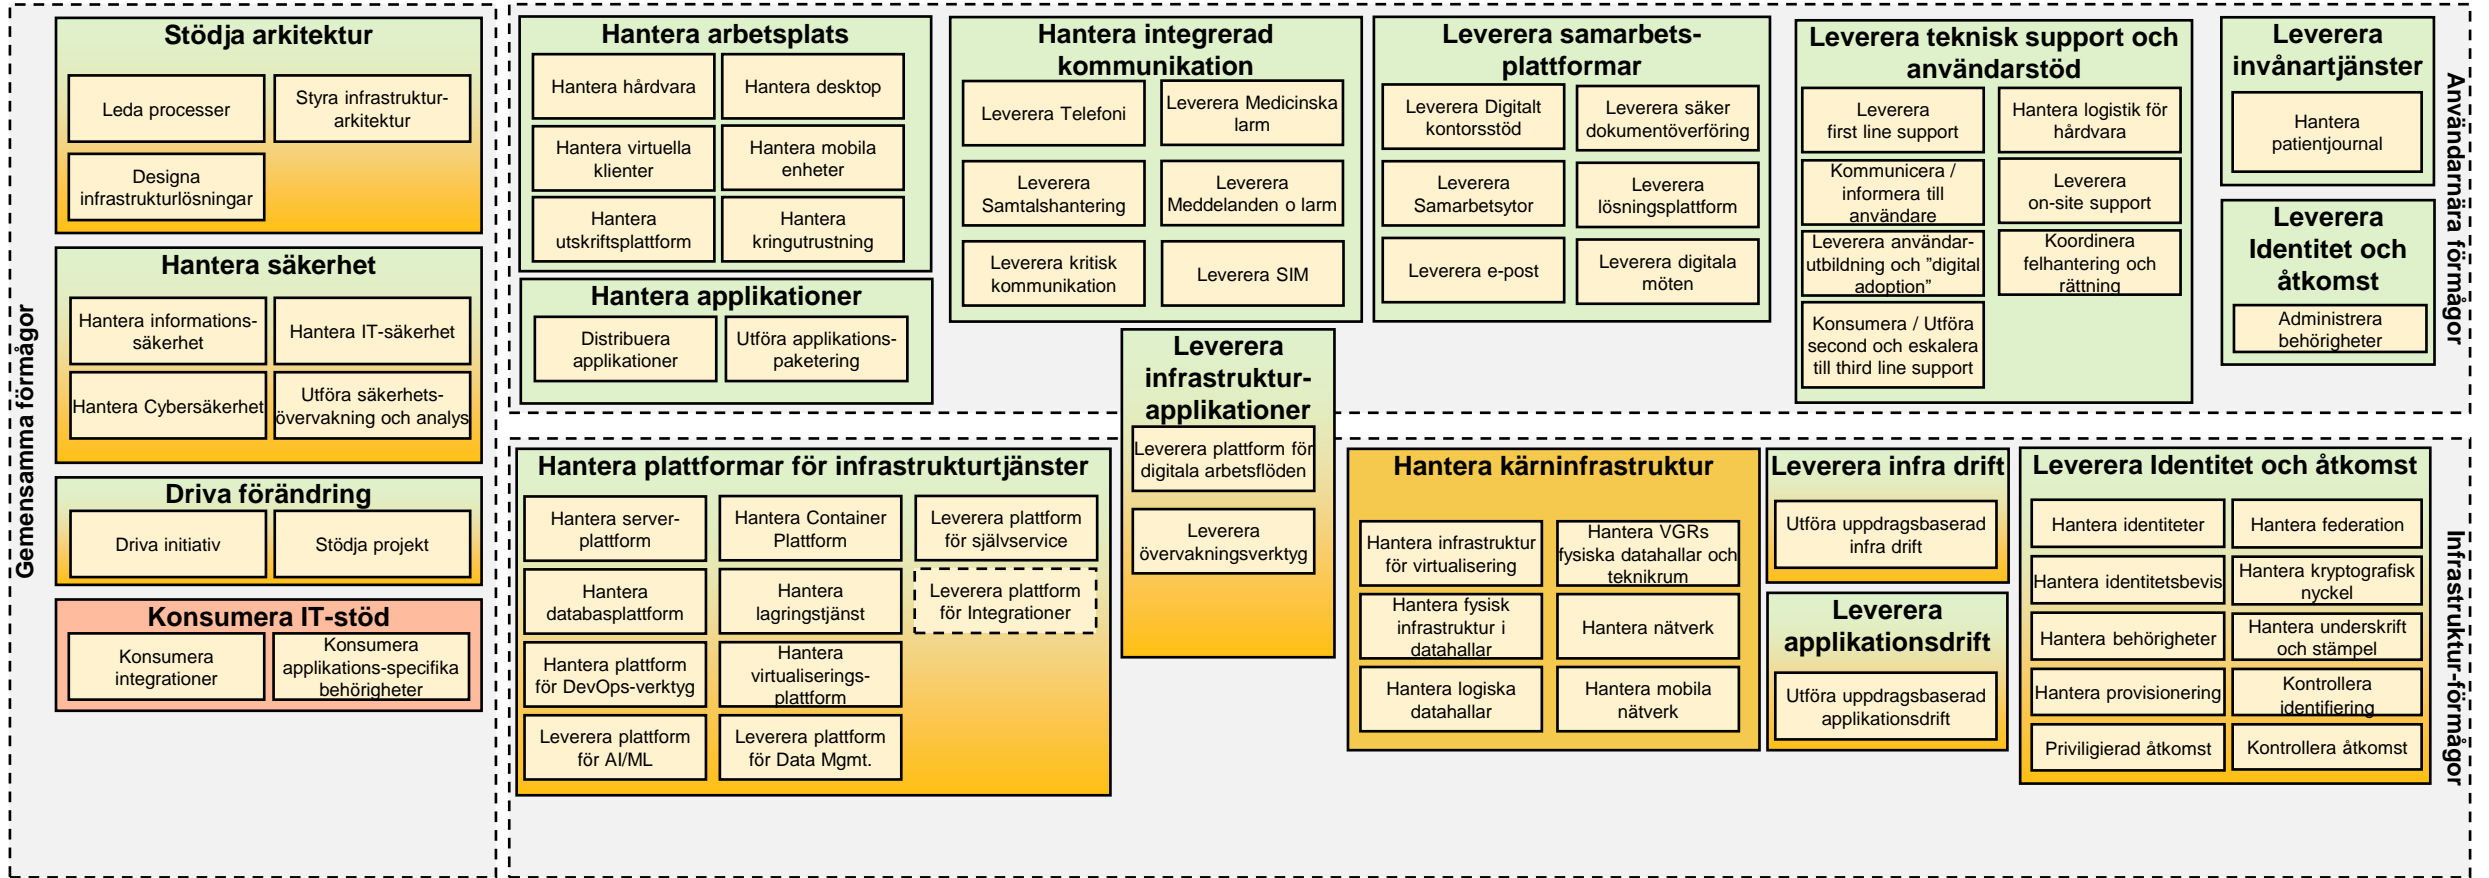 Gemensamma förmågor
Stödja arkitektur
Leda processer
Styra infrastruktur-
arkitektur
Designa
infrastrukturlösningar
Hantera säkerhet
Hantera informations-
säkerhet
Hantera IT-säkerhet
Hantera Cybersäkerhet
Utföra säkerhets-
övervakning och analys
Driva förändring
Driva initiativ
Stödja projekt
Konsumera IT-stöd
Konsumera
integrationer
Konsumera
applikations-specifika
behörigheter
Användarnära förmågor
Hantera arbetsplats
Hantera hårdvara
Hantera desktop
Hantera virtuella
klienter
Hantera mobila
enheter
Hantera
utskriftsplattform
Hantera
kringutrustning
Hantera applikationer
Distribuera
applikationer
Utföra applikations-
paketering
Hantera integrerad
kommunikation
Leverera Telefoni
Leverera Medicinska
larm
Leverera
Samtalshantering
Leverera
Meddelanden o larm
Leverera kritisk
kommunikation
Leverera SIM
Leverera samarbets-
plattformar
Leverera Digitalt
kontorsstöd
Leverera säker
dokumentöverföring
Leverera
Samarbetsytor
Leverera
lösningsplattform
Leverera e-post
Leverera digitala
möten
Leverera teknisk support och
användarstöd
Leverera
first line support
Hantera logistik för
hårdvara
Kommunicera /
informera till
användare
Leverera
on-site support
Leverera användar-
utbildning och ”digital
adoption”
Koordinera
felhantering och
rättning
Konsumera / Utföra
second och eskalera
till third line support
Leverera
invånartjänster
Hantera
patientjournal
Leverera
Identitet och
åtkomst
Administrera
behörigheter
Leverera
infrastruktur-
applikationer
Leverera plattform för
digitala arbetsflöden
Leverera
övervakningsverktyg
Infrastruktur-förmågor
Hantera plattformar för infrastrukturtjänster
Hantera server-
plattform
Hantera Container
Plattform
Leverera plattform
för självservice
Hantera
databasplattform
Hantera
lagringstjänst
Leverera plattform
för Integrationer
Hantera plattform
för DevOps-verktyg
Hantera
virtualiserings-
plattform
Leverera plattform
för AI/ML
Leverera plattform
för Data Mgmt.
Hantera kärninfrastruktur
Hantera infrastruktur
för virtualisering
Hantera VGRs
fysiska datahallar och
teknikrum
Hantera fysisk
infrastruktur i
datahallar
Hantera nätverk
Hantera logiska
datahallar
Hantera mobila
nätverk
Leverera infra drift
Utföra uppdragsbaserad
infra drift
Leverera
applikationsdrift
Utföra uppdragsbaserad
applikationsdrift
Leverera Identitet och åtkomst
Hantera identiteter
Hantera federation
Hantera identitetsbevis
Hantera kryptografisk
nyckel
Hantera behörigheter
Hantera underskrift
och stämpel
Hantera provisionering
Kontrollera
identifiering
Priviligierad åtkomst
Kontrollera åtkomst